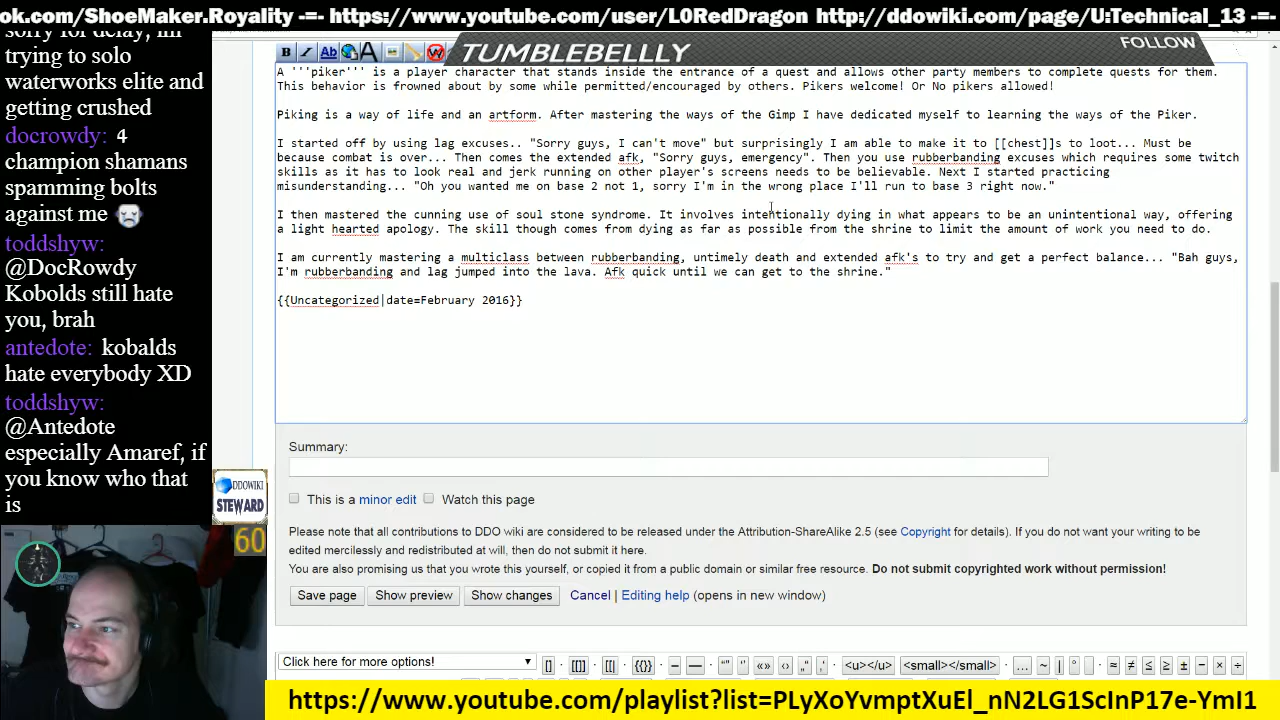 ok.com/ShoeMaker.Royality -=- https://www.youtube.com/user/L0RedDragon http://ddowiki.com/page/U:Technical_13 -=-
sorry for delay, im
trying to solo
waterworks elite and
getting crushed
docrowdy: 4
champion shamans
spamming bolts
against me
toddshyw:
@DocRowdy
Kobolds still hate
you, brah
antedote: kobalds
hate everybody XD
toddshyw:
@Antedote
especially Amaref, if
you know who that
is
DDOWIKI
STEWARD
60
TUMBLEBELLLY
FOLLOW
B I Ab A W
A '''piker''' is a player character that stands inside the entrance of a quest and allows other party members to complete quests for them.
This behavior is frowned about by some while permitted/encouraged by others. Pikers welcome! Or No pikers allowed!
Piking is a way of life and an artform. After mastering the ways of the Gimp I have dedicated myself to learning the ways of the Piker.
I started off by using lag excuses.. "Sorry guys, I can't move" but surprisingly I am able to make it to [[chest]]s to loot... Must be
because combat is over... Then comes the extended afk, "Sorry guys, emergency". Then you use rubberbanding excuses which requires some twitch
skills as it has to look real and jerk running on other player's screens needs to be believable. Next I started practicing
misunderstanding... "Oh you wanted me on base 2 not 1, sorry I'm in the wrong place I'll run to base 3 right now."
I then mastered the cunning use of soul stone syndrome. It involves intentionally dying in what appears to be an unintentional way, offering
a light hearted apology. The skill though comes from dying as far as possible from the shrine to limit the amount of work you need to do.
I am currently mastering a multiclass between rubberbanding, untimely death and extended afk's to try and get a perfect balance... "Bah guys,
I'm rubberbanding and lag jumped into the lava. Afk quick until we can get to the shrine."
{{Uncategorized|date=February 2016}}
Summary:
This is a minor edit Watch this page
Please note that all contributions to DDO wiki are considered to be released under the Attribution-ShareAlike 2.5 (see Copyright for details). If you do not want your writing to be
edited mercilessly and redistributed at will, then do not submit it here.
You are also promising us that you wrote this yourself, or copied it from a public domain or similar free resource. Do not submit copyrighted work without permission!
Save page Show preview Show changes Cancel | Editing help (opens in new window)
Click here for more options! [] · [[]] · [[| · {{}} · – — · “” ‘’ «» ‹› „“ ‚‘ · <u></u> · <small></small> · … ~ | ° · ≈ ≠ ≤ ≥ ± − × ÷
https://www.youtube.com/playlist?list=PLyXoYvmptXuEl_nN2LG1ScInP17e-YmI1